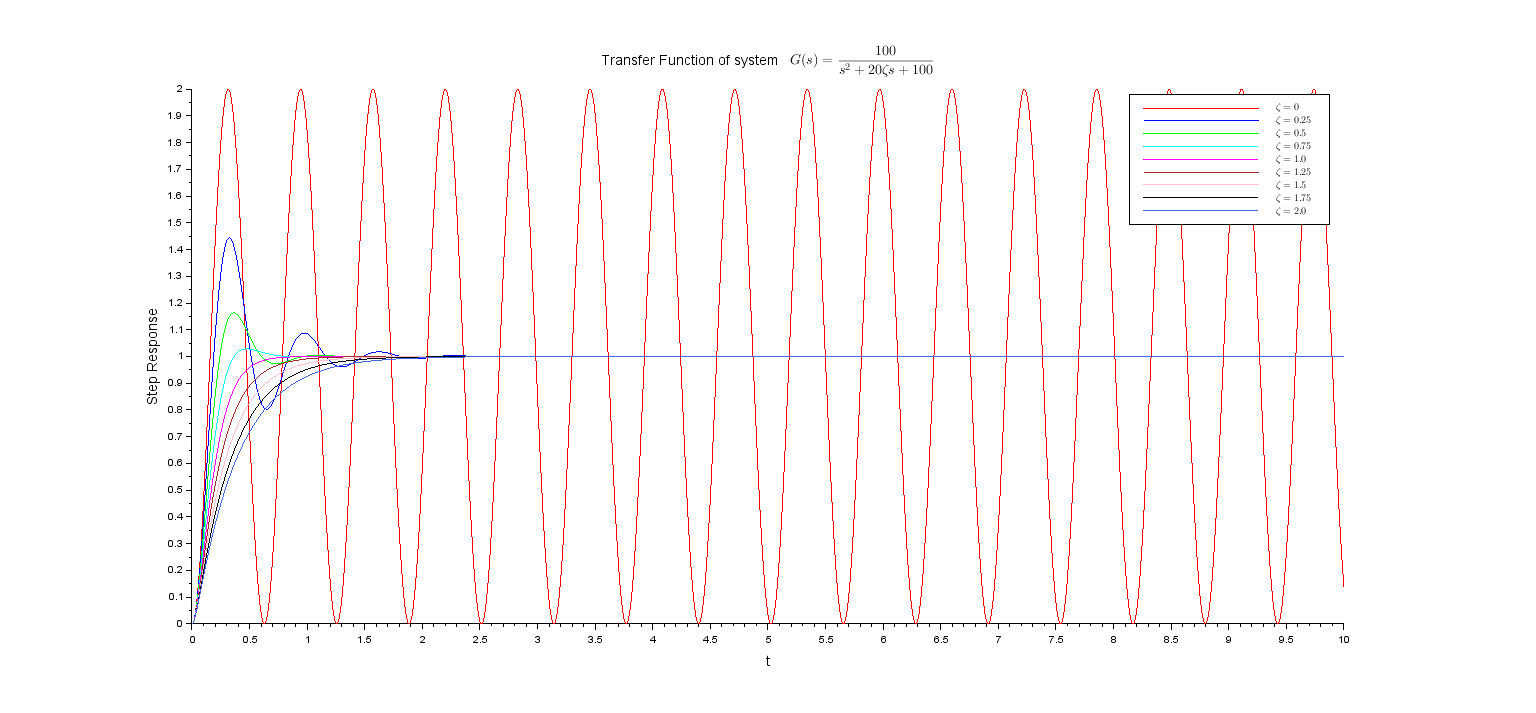 Transfer Function of system G(s) = 100 / (s² + 20ζs + 100)
2
1.9
1.8
1.7
1.6
1.5
1.4
1.3
1.2
1.1
1
0.9
0.8
0.7
0.6
0.5
0.4
0.3
0.2
0.1
0
Step Response
ζ = 0
ζ = 0.25
ζ = 0.5
ζ = 0.75
ζ = 1.0
ζ = 1.25
ζ = 1.5
ζ = 1.75
ζ = 2.0
0 0.5 1 1.5 2 2.5 3 3.5 4 4.5 5 5.5 6 6.5 7 7.5 8 8.5 9 9.5 10
t